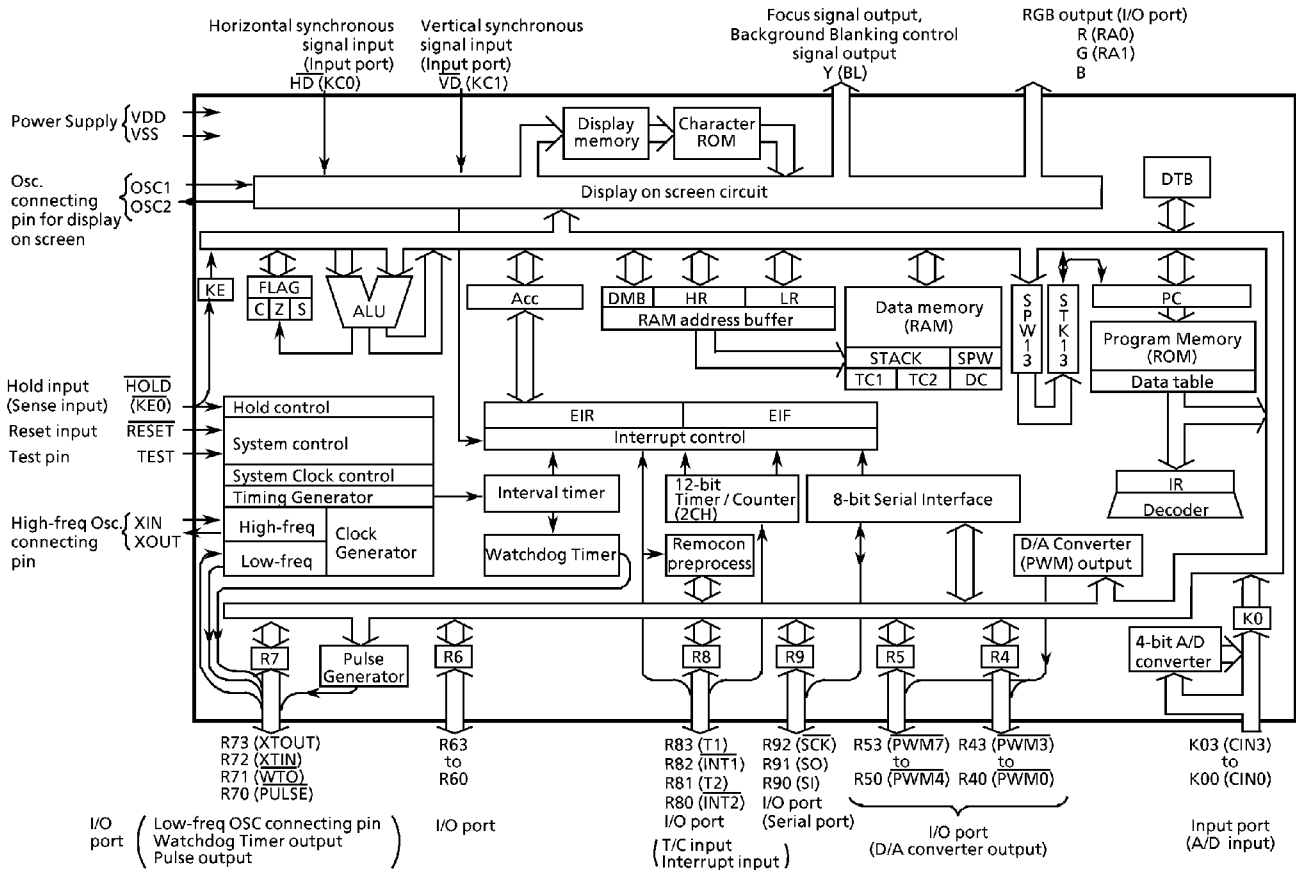 Horizontal synchronous
signal input
(Input port)
HD (KC0)
Vertical synchronous
signal input
(Input port)
VD (KC1)
Focus signal output,
Background Blanking control
signal output
Y (BL)
RGB output (I/O port)
R (RA0)
G (RA1)
B
Power Supply
VDD
VSS
Display
memory
Character
ROM
Osc.
connecting
pin for display
on screen
OSC1
OSC2
Display on screen circuit
DTB
KE
FLAG
C Z S
ALU
Acc
DMB
HR
LR
RAM address buffer
Data memory
(RAM)
STACK
SPW
TC1
TC2
DC
SPW13
STK13
PC
Program Memory
(ROM)
Data table
Hold input
(Sense input)
HOLD
(KE0)
Reset input
RESET
Test pin
TEST
Hold control
System control
System Clock control
Timing Generator
High-freq
Low-freq
Clock
Generator
High-freq Osc.
connecting
pin
XIN
XOUT
EIR
EIF
Interrupt control
Interval timer
Watchdog Timer
12-bit
Timer / Counter
(2CH)
8-bit Serial Interface
Remocon
preprocess
IR
Decoder
D/A Converter
(PWM) output
K0
R7
Pulse
Generator
R6
R8
R9
R5
R4
4-bit A/D
converter
R73 (XTOUT)
R72 (XTIN)
R71 (WTO)
R70 (PULSE)
I/O
port
Low-freq OSC connecting pin
Watchdog Timer output
Pulse output
R63
to
R60
I/O port
R83 (T1)
R82 (INT1)
R81 (T2)
R80 (INT2)
I/O port
(T/C input
Interrupt input)
R92 (SCK)
R91 (SO)
R90 (SI)
I/O port
(Serial port)
R53 (PWM7)
to
R50 (PWM4)
R43 (PWM3)
to
R40 (PWM0)
I/O port
(D/A converter output)
K03 (CIN3)
to
K00 (CIN0)
Input port
(A/D input)